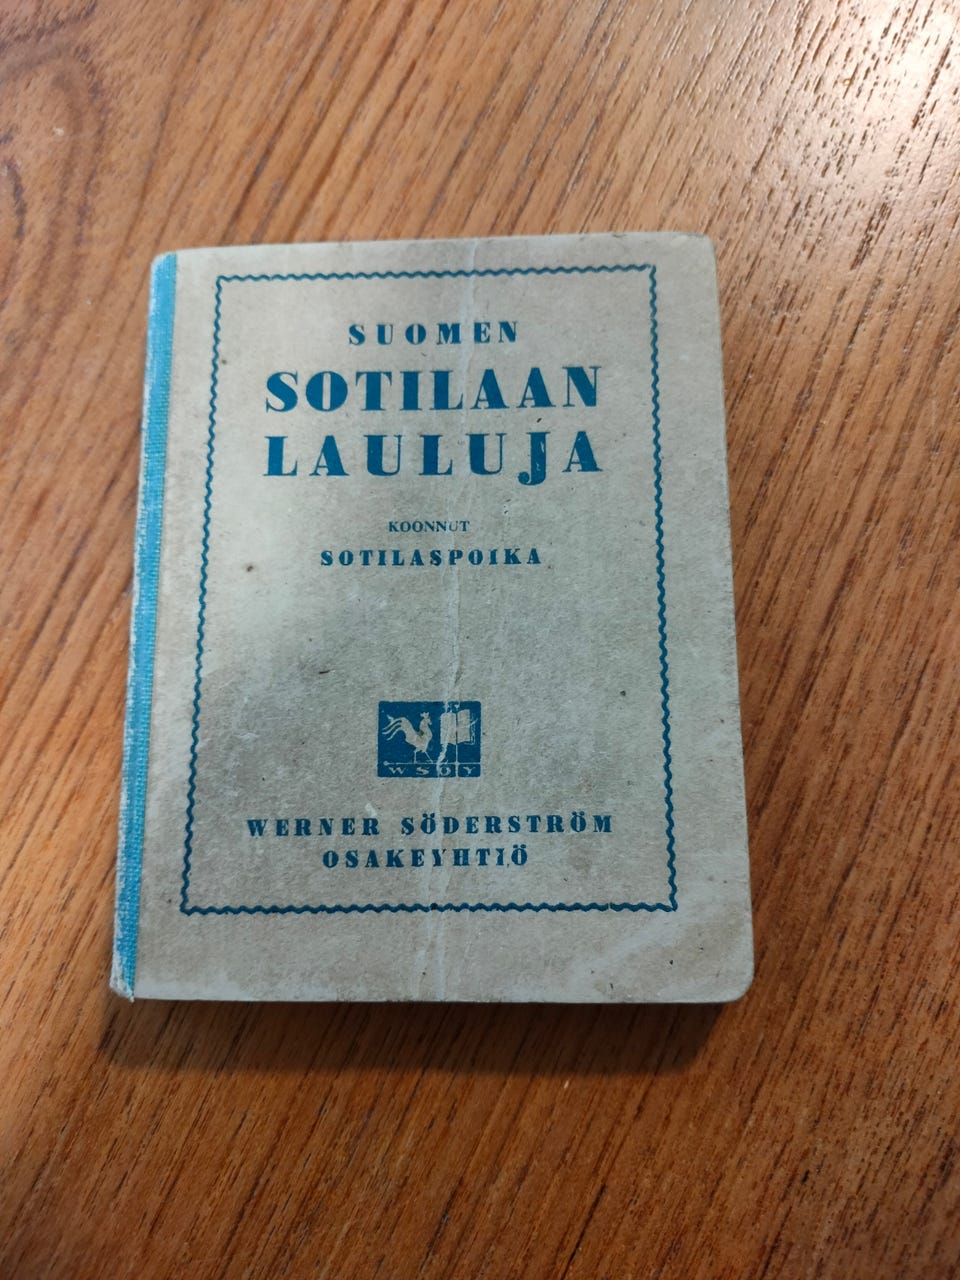 SUOMEN
SOTILAAN
LAULUJA
KOONNUT
SOTILASPOIKA
WSOY
WERNER SÖDERSTRÖM
OSAKEYHTIÖ